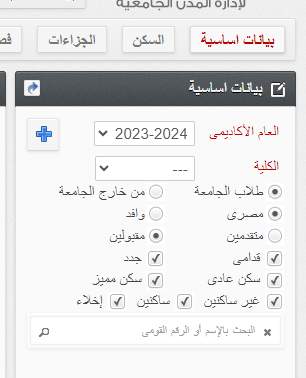 لإدارة المدن الجامعية
بيانات اساسية السكن الجزاءات
بيانات اساسية
العام الأكاديمى 2023-2024
الكلية ---
طلاب الجامعة من خارج الجامعة
مصرى وافد
متقدمين مقبولين
قدامى جدد
سكن عادى سكن مميز
غير ساكنين ساكنين إخلاء
البحث بالإسم أو الرقم القومى